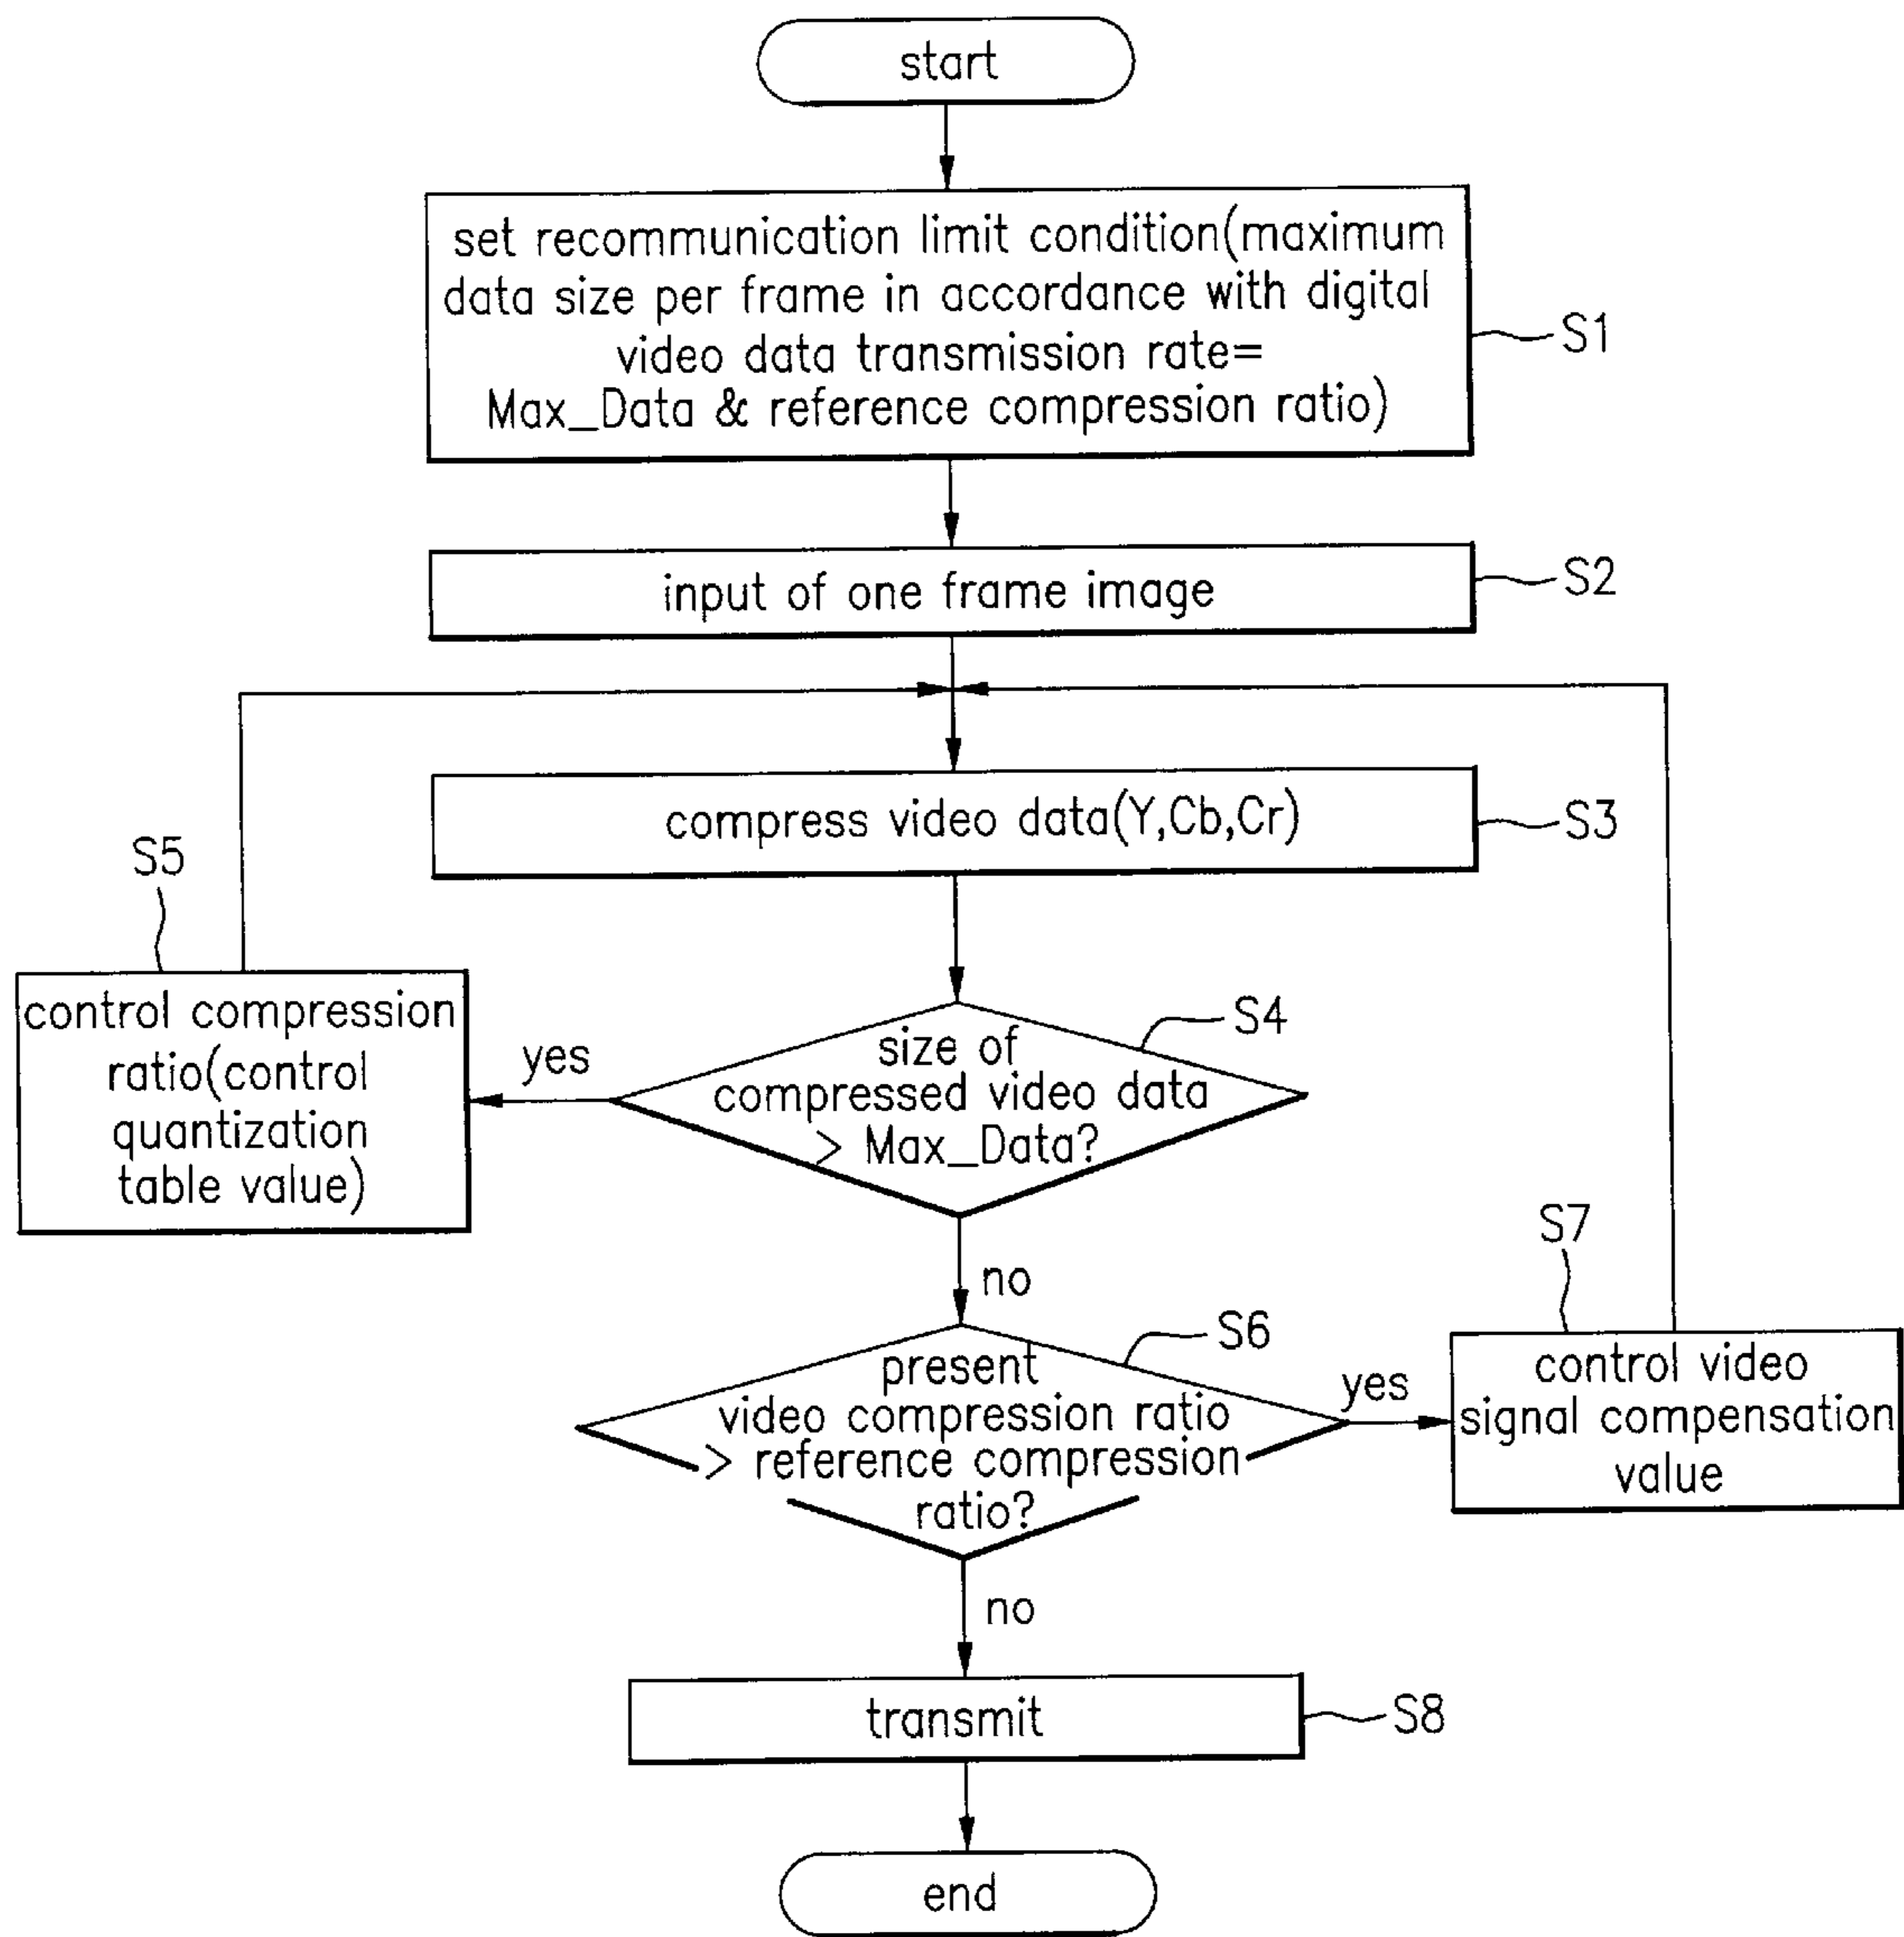 start
set recommunication limit condition(maximum
data size per frame in accordance with digital
video data transmission rate=
Max_Data & reference compression ratio)
S1
input of one frame image
S2
compress video data(Y,Cb,Cr)
S3
S5
control compression
ratio(control
quantization
table value)
yes
size of
compressed video data
> Max_Data?
S4
no
S7
present
video compression ratio
> reference compression
ratio?
S6
yes
control video
signal compensation
value
no
transmit
S8
end